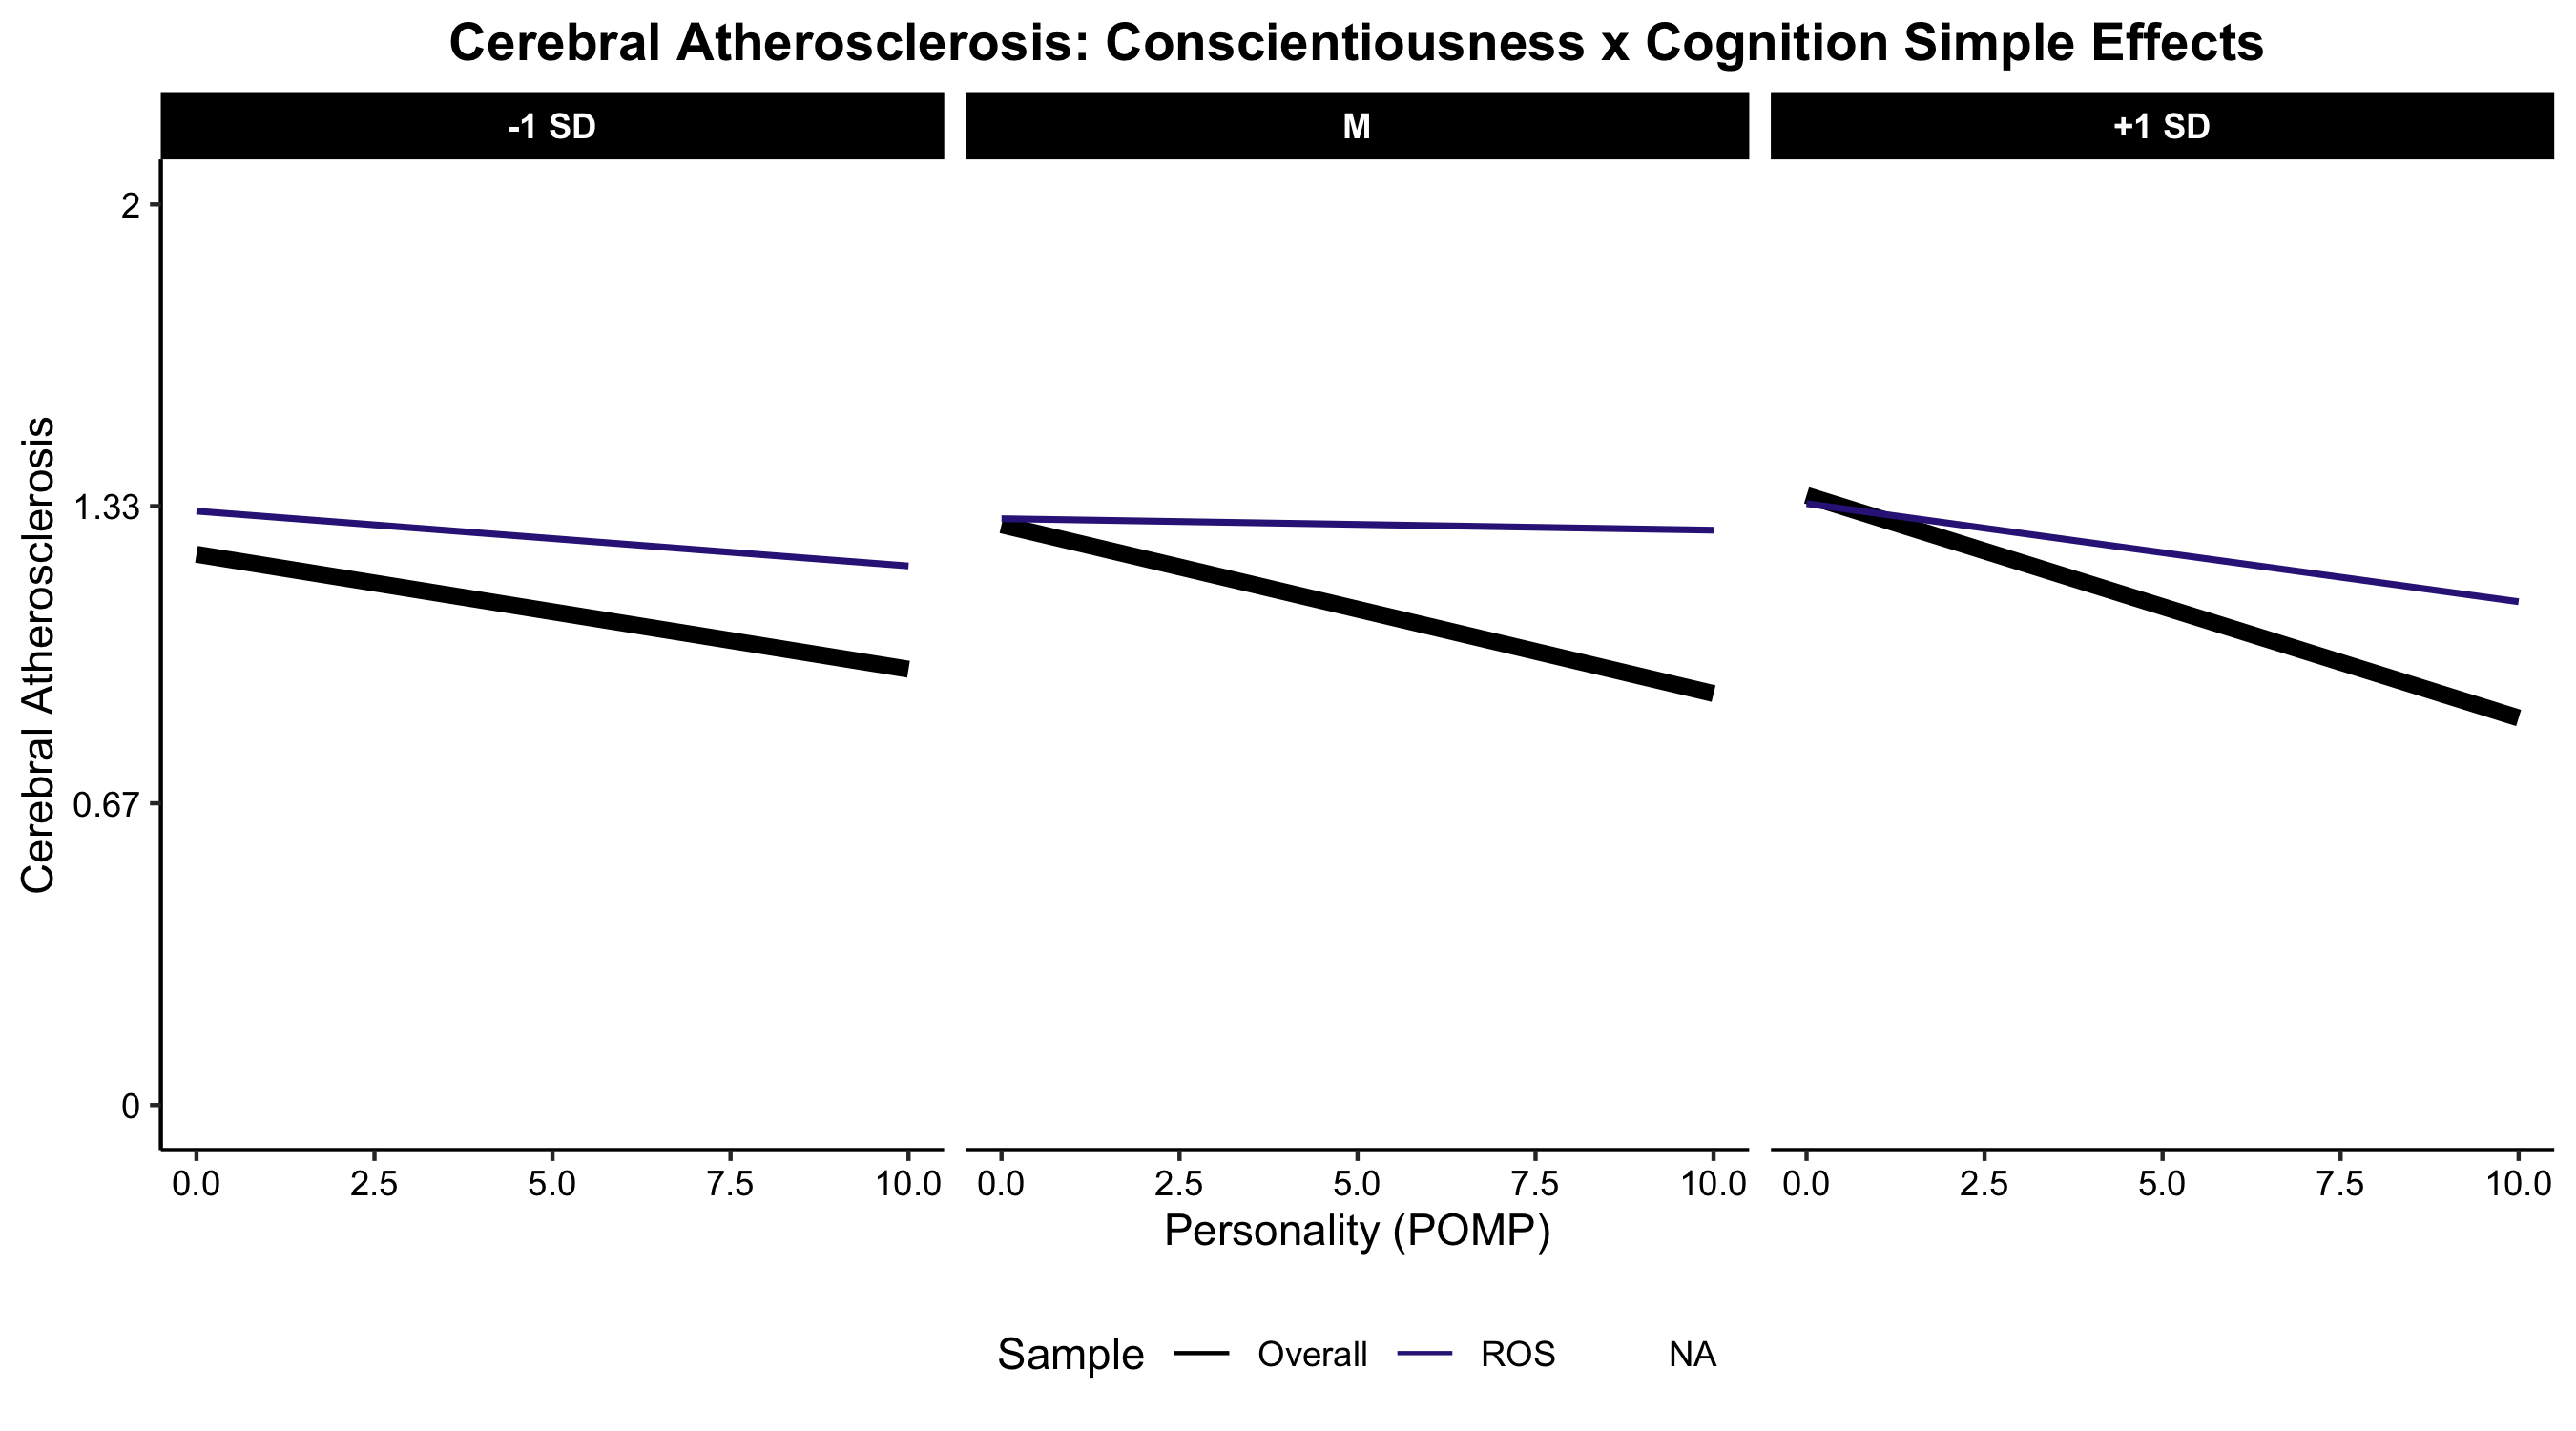 Cerebral Atherosclerosis: Conscientiousness x Cognition Simple Effects
-1 SD M +1 SD
Cerebral Atherosclerosis
2
1.33
0.67
0
0.0 2.5 5.0 7.5 10.0 0.0 2.5 5.0 7.5 10.0 0.0 2.5 5.0 7.5 10.0
Personality (POMP)
Sample Overall ROS NA